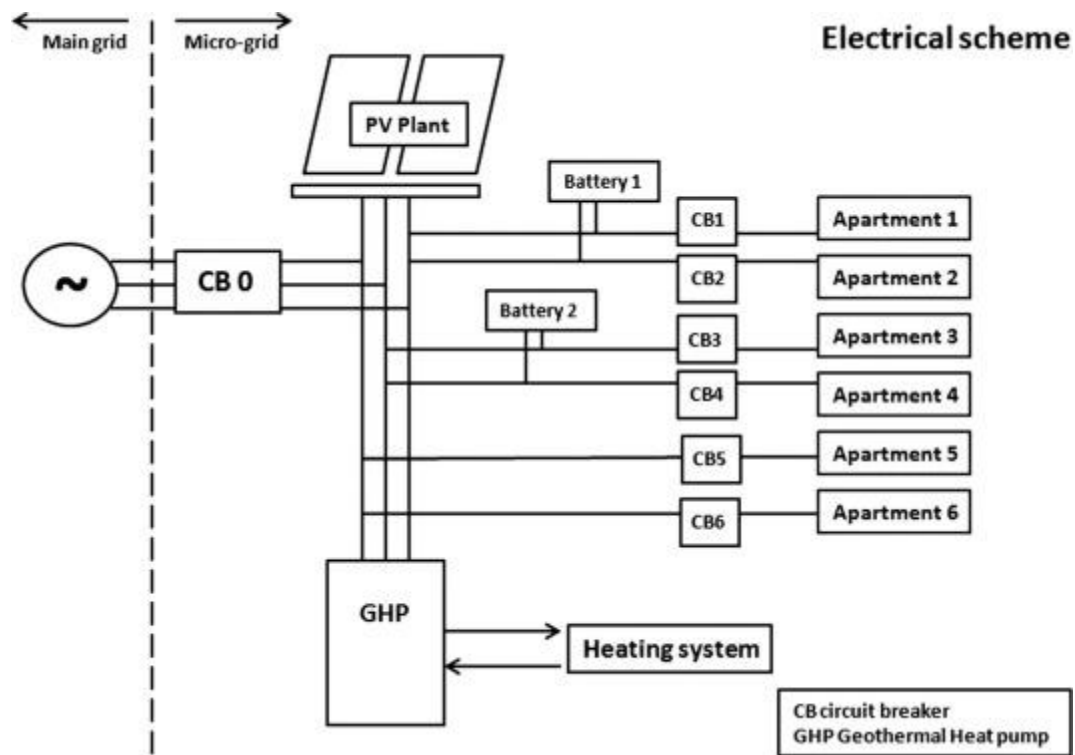 Main grid
Micro-grid
Electrical scheme
PV Plant
Battery 1
CB1
Apartment 1
~
CB 0
CB2
Apartment 2
Battery 2
CB3
Apartment 3
CB4
Apartment 4
CB5
Apartment 5
CB6
Apartment 6
GHP
Heating system
CB circuit breaker
GHP Geothermal Heat pump